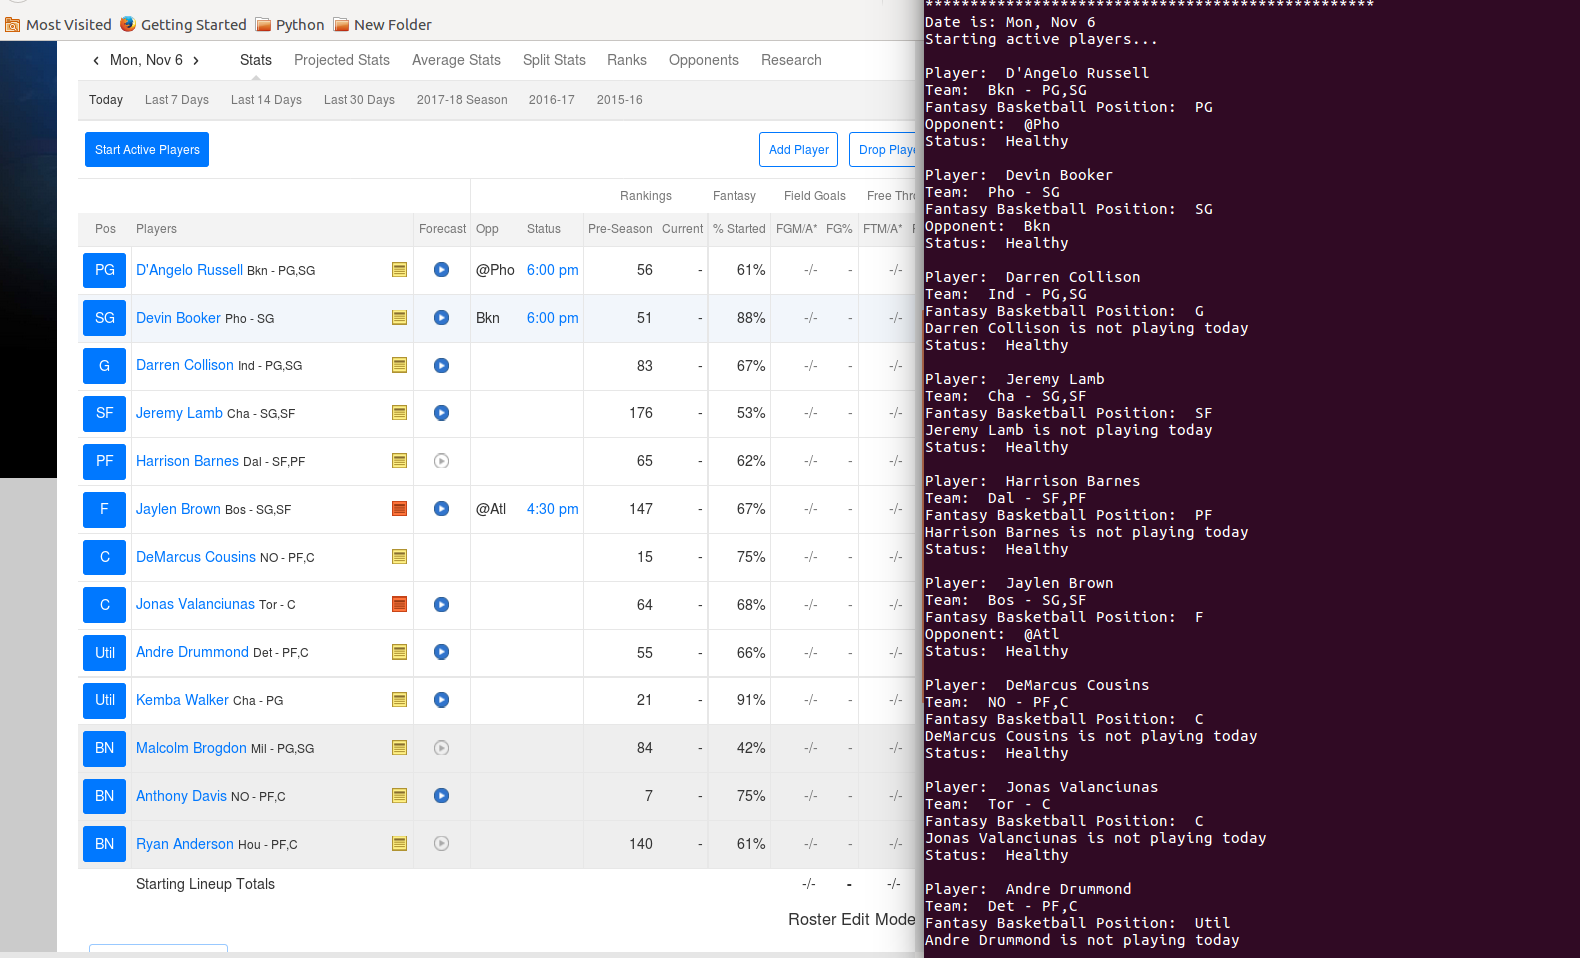 Most Visited Getting Started Python New Folder
‹ Mon, Nov 6 › Stats Projected Stats Average Stats Split Stats Ranks Opponents Research
Today Last 7 Days Last 14 Days Last 30 Days 2017-18 Season 2016-17 2015-16
Start Active Players Add Player Drop Playe
Rankings Fantasy Field Goals Free Thro
Pos Players Forecast Opp Status Pre-Season Current % Started FGM/A* FG% FTM/A*
PG D'Angelo Russell Bkn - PG,SG @Pho 6:00 pm 56 - 61% -/- - -/-
SG Devin Booker Pho - SG Bkn 6:00 pm 51 - 88% -/- - -/-
G Darren Collison Ind - PG,SG 83 - 67% -/- - -/-
SF Jeremy Lamb Cha - SG,SF 176 - 53% -/- - -/-
PF Harrison Barnes Dal - SF,PF 65 - 62% -/- - -/-
F Jaylen Brown Bos - SG,SF @Atl 4:30 pm 147 - 67% -/- - -/-
C DeMarcus Cousins NO - PF,C 15 - 75% -/- - -/-
C Jonas Valanciunas Tor - C 64 - 68% -/- - -/-
Util Andre Drummond Det - PF,C 55 - 66% -/- - -/-
Util Kemba Walker Cha - PG 21 - 91% -/- - -/-
BN Malcolm Brogdon Mil - PG,SG 84 - 42% -/- - -/-
BN Anthony Davis NO - PF,C 7 - 75% -/- - -/-
BN Ryan Anderson Hou - PF,C 140 - 61% -/- - -/-
Starting Lineup Totals -/- - -/-
Roster Edit Mode
**************************************************
Date is: Mon, Nov 6
Starting active players...
Player: D'Angelo Russell
Team: Bkn - PG,SG
Fantasy Basketball Position: PG
Opponent: @Pho
Status: Healthy
Player: Devin Booker
Team: Pho - SG
Fantasy Basketball Position: SG
Opponent: Bkn
Status: Healthy
Player: Darren Collison
Team: Ind - PG,SG
Fantasy Basketball Position: G
Darren Collison is not playing today
Status: Healthy
Player: Jeremy Lamb
Team: Cha - SG,SF
Fantasy Basketball Position: SF
Jeremy Lamb is not playing today
Status: Healthy
Player: Harrison Barnes
Team: Dal - SF,PF
Fantasy Basketball Position: PF
Harrison Barnes is not playing today
Status: Healthy
Player: Jaylen Brown
Team: Bos - SG,SF
Fantasy Basketball Position: F
Opponent: @Atl
Status: Healthy
Player: DeMarcus Cousins
Team: NO - PF,C
Fantasy Basketball Position: C
DeMarcus Cousins is not playing today
Status: Healthy
Player: Jonas Valanciunas
Team: Tor - C
Fantasy Basketball Position: C
Jonas Valanciunas is not playing today
Status: Healthy
Player: Andre Drummond
Team: Det - PF,C
Fantasy Basketball Position: Util
Andre Drummond is not playing today